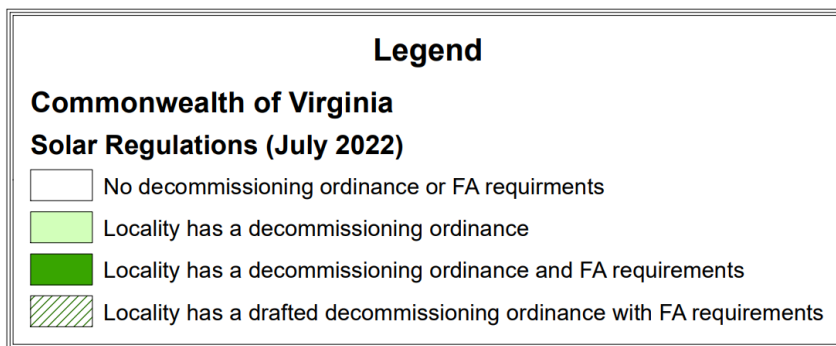 Legend
Commonwealth of Virginia
Solar Regulations (July 2022)
No decommissioning ordinance or FA requirments
Locality has a decommissioning ordinance
Locality has a decommissioning ordinance and FA requirements
Locality has a drafted decommissioning ordinance with FA requirements